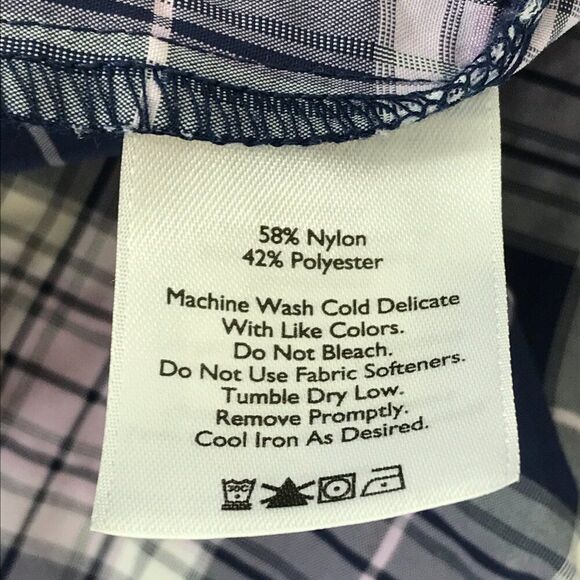 58% Nylon
42% Polyester
Machine Wash Cold Delicate
With Like Colors.
Do Not Bleach.
Do Not Use Fabric Softeners.
Tumble Dry Low.
Remove Promptly.
Cool Iron As Desired.
30C